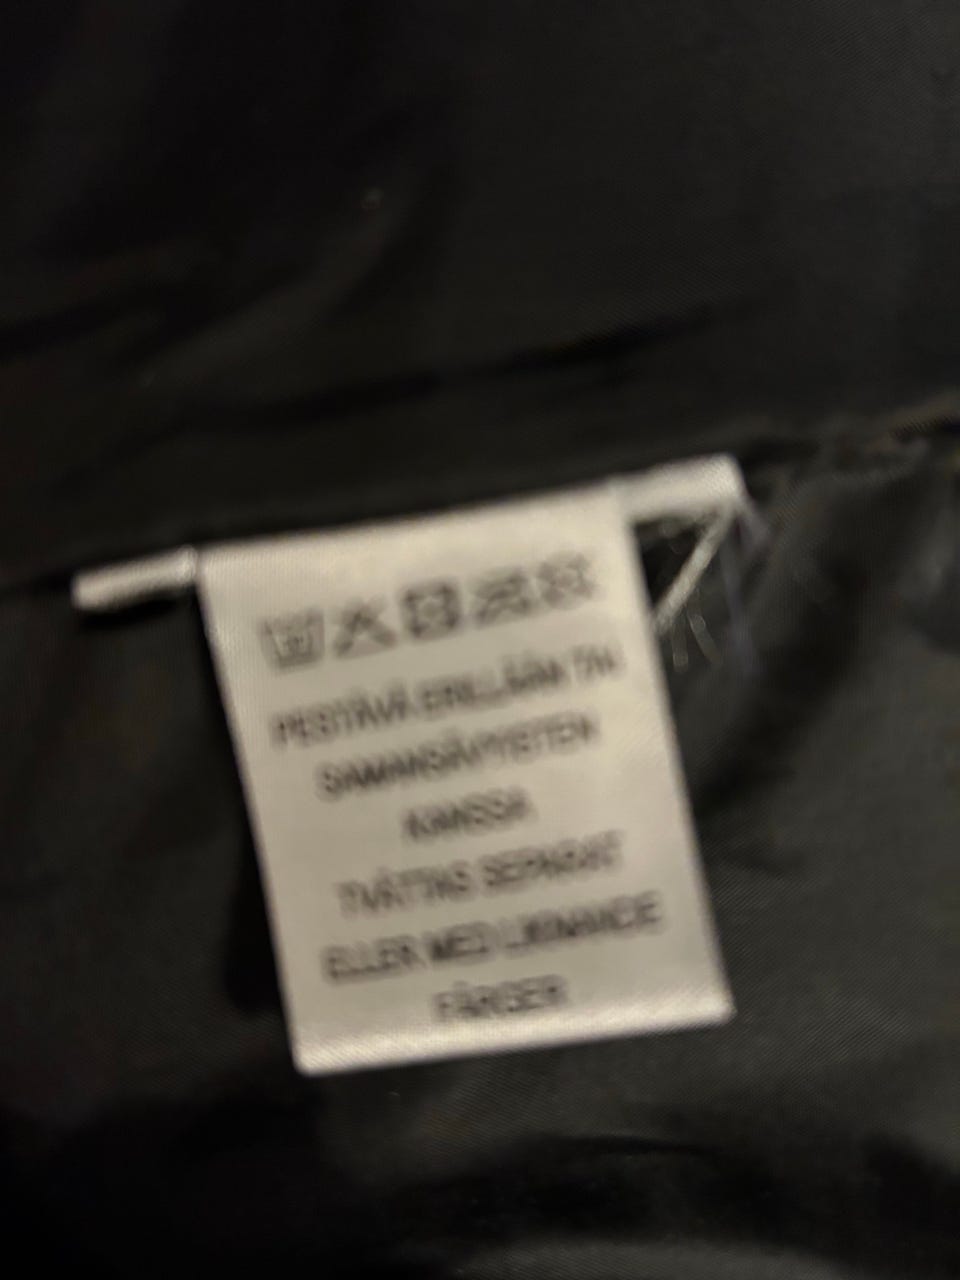 PESTÄVÄ ERILLÄÄN TAI
SAMANSÄVYISTEN
KANSSA
TVÄTTAS SEPARAT
ELLER MED LIKNANDE
FÄRGER